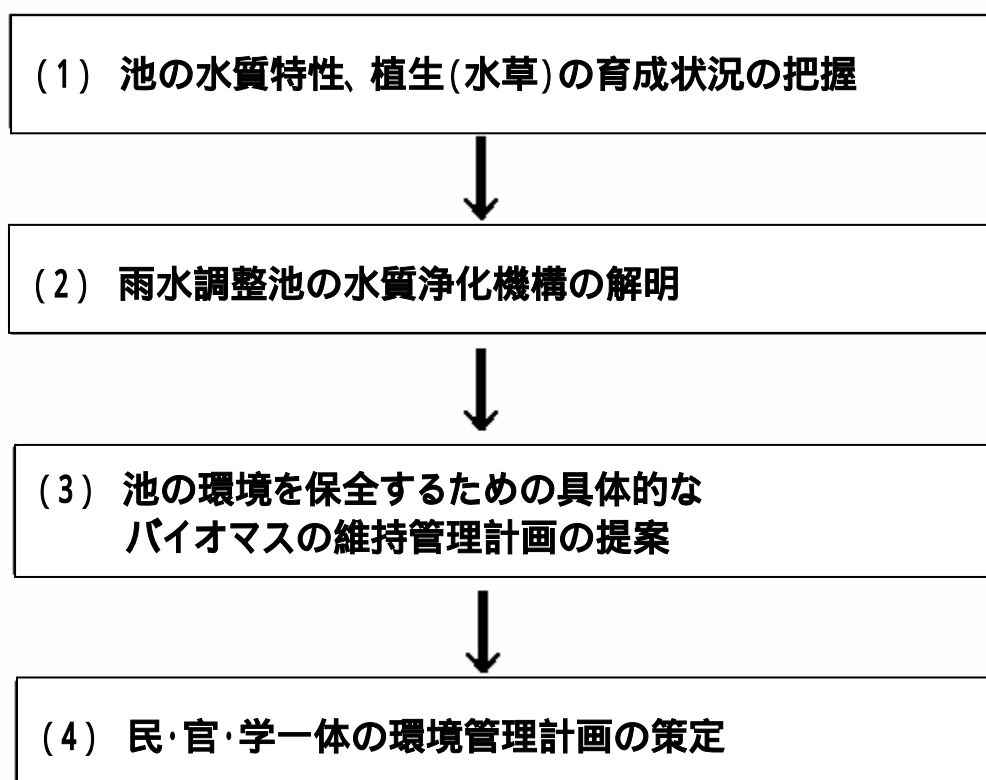 (1) 池の水質特性、植生(水草)の育成状況の把握
(2) 雨水調整池の水質浄化機構の解明
(3) 池の環境を保全するための具体的な
バイオマスの維持管理計画の提案
(4) 民・官・学一体の環境管理計画の策定